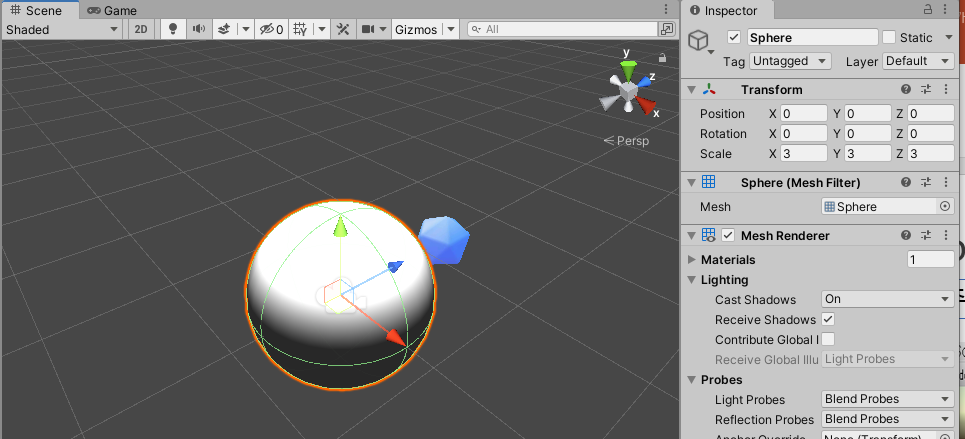 Scene Game
Shaded 2D 0 Gizmos All
y
z
x
Persp
Inspector
Sphere Static
Tag Untagged Layer Default
Transform
Position X 0 Y 0 Z 0
Rotation X 0 Y 0 Z 0
Scale X 3 Y 3 Z 3
Sphere (Mesh Filter)
Mesh Sphere
Mesh Renderer
Materials 1
Lighting
Cast Shadows On
Receive Shadows
Contribute Global I
Receive Global Illu Light Probes
Probes
Light Probes Blend Probes
Reflection Probes Blend Probes
Anchor Override None (Transform)